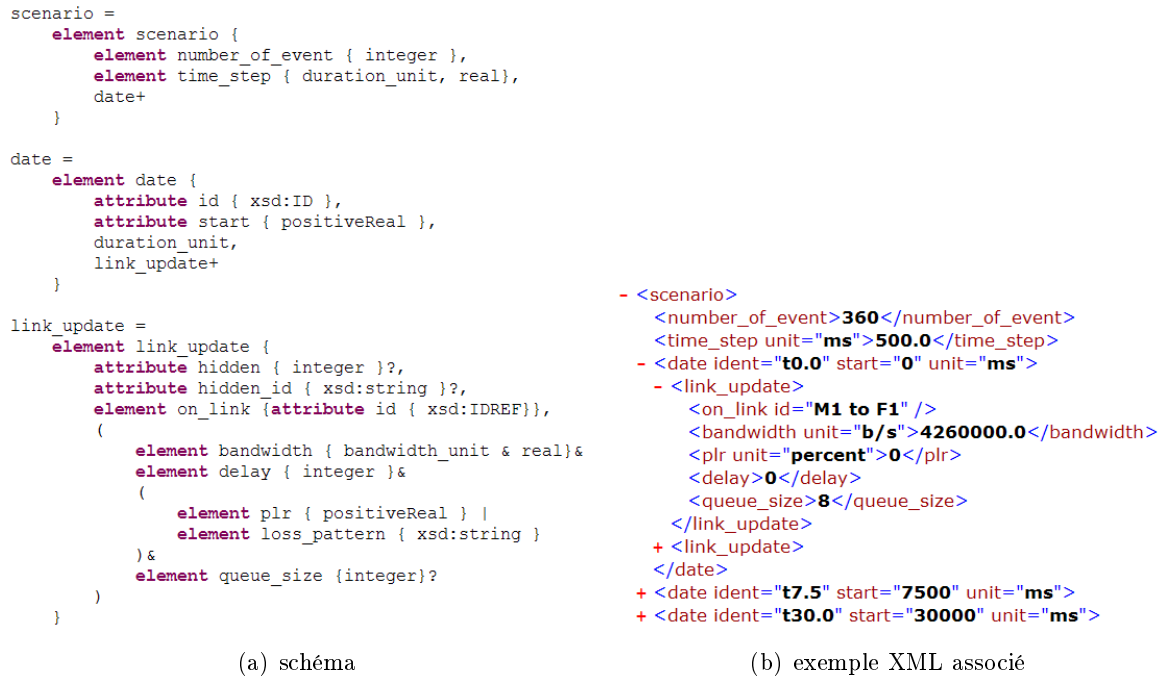 scenario =
element scenario {
element number_of_event { integer },
element time_step { duration_unit, real},
date+
}
date =
element date {
attribute id { xsd:ID },
attribute start { positiveReal },
duration_unit,
link_update+
}
link_update =
element link_update {
attribute hidden { integer }?,
attribute hidden_id { xsd:string }?,
element on_link {attribute id { xsd:IDREF}},
(
element bandwidth { bandwidth_unit & real}&
element delay { integer }&
(
element plr { positiveReal } |
element loss_pattern { xsd:string }
)&
element queue_size {integer}?
)
}
(a) schéma
- <scenario>
<number_of_event>360</number_of_event>
<time_step unit="ms">500.0</time_step>
- <date ident="t0.0" start="0" unit="ms">
- <link_update>
<on_link id="M1 to F1" />
<bandwidth unit="b/s">4260000.0</bandwidth>
<plr unit="percent">0</plr>
<delay>0</delay>
<queue_size>8</queue_size>
</link_update>
+ <link_update>
</date>
+ <date ident="t7.5" start="7500" unit="ms">
+ <date ident="t30.0" start="30000" unit="ms">
(b) exemple XML associé